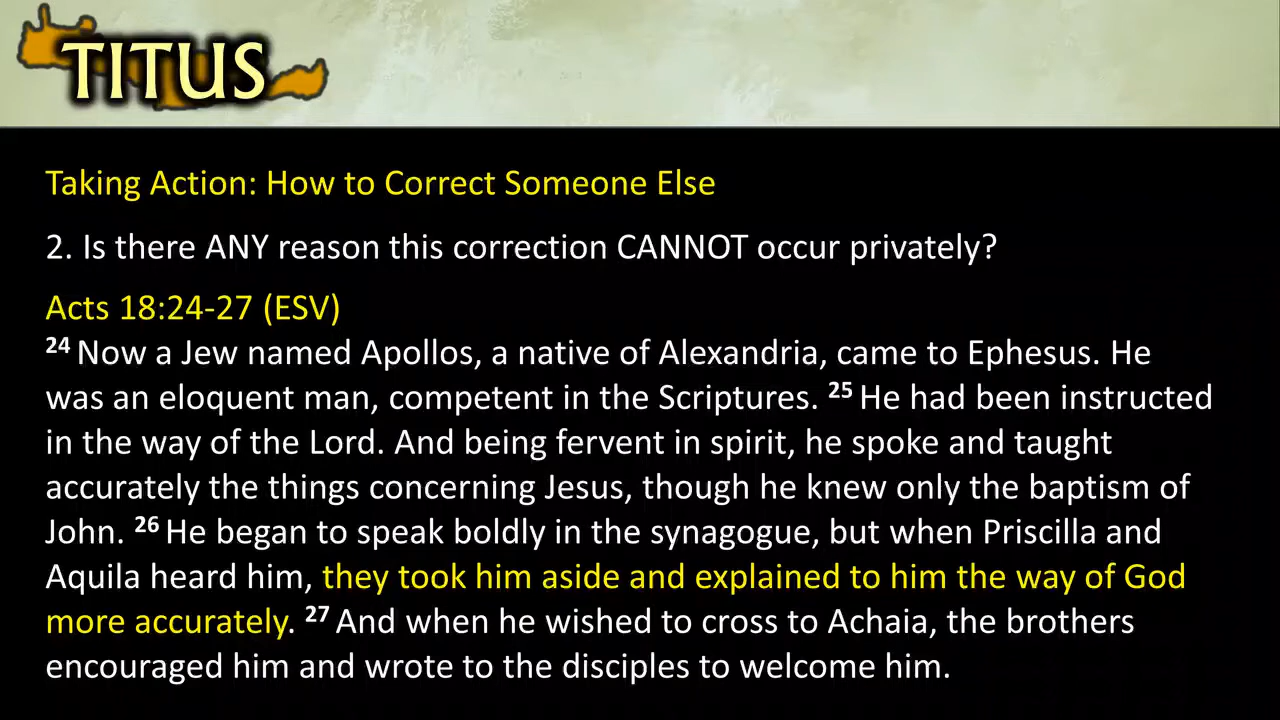 TITUS
Taking Action: How to Correct Someone Else
2. Is there ANY reason this correction CANNOT occur privately?
Acts 18:24-27 (ESV)
24 Now a Jew named Apollos, a native of Alexandria, came to Ephesus. He
was an eloquent man, competent in the Scriptures. 25 He had been instructed
in the way of the Lord. And being fervent in spirit, he spoke and taught
accurately the things concerning Jesus, though he knew only the baptism of
John. 26 He began to speak boldly in the synagogue, but when Priscilla and
Aquila heard him, they took him aside and explained to him the way of God
more accurately. 27 And when he wished to cross to Achaia, the brothers
encouraged him and wrote to the disciples to welcome him.